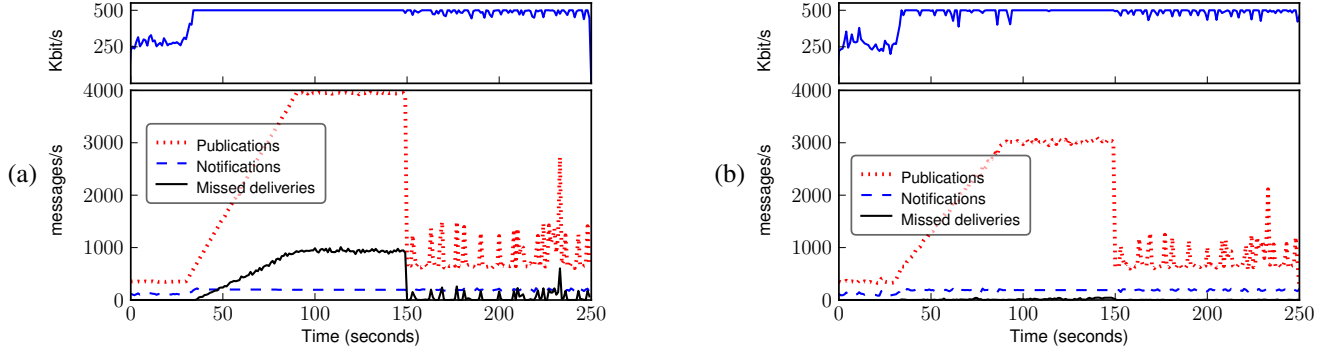 (a)
500
250
Kbit/s
4000
3000
2000
1000
0
messages/s
Publications
Notifications
Missed deliveries
0
50
100
150
200
250
Time (seconds)
(b)
500
250
Kbit/s
4000
3000
2000
1000
0
messages/s
Publications
Notifications
Missed deliveries
0
50
100
150
200
250
Time (seconds)